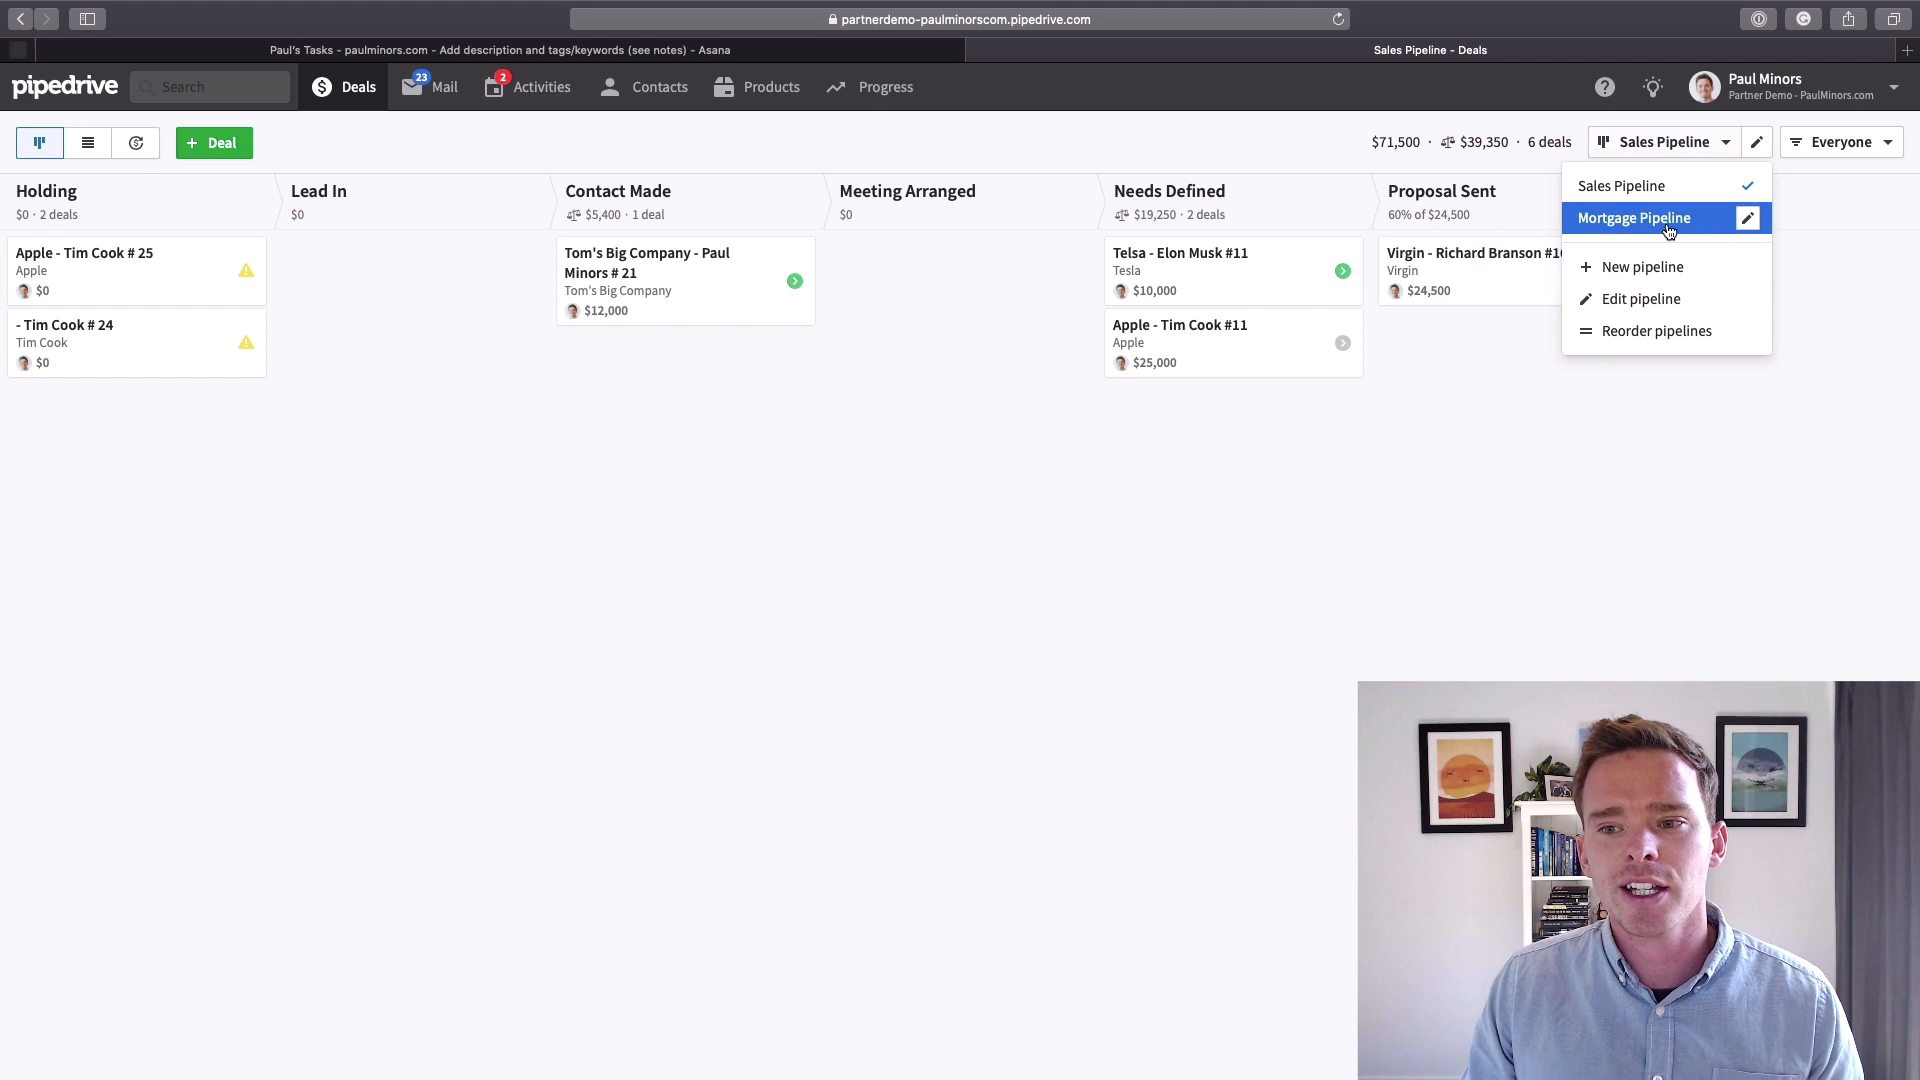 partnerdemo-paulminorscom.pipedrive.com
Paul's Tasks - paulminors.com - Add description and tags/keywords (see notes) - Asana
Sales Pipeline - Deals
pipedrive
Search
Deals
23
Mail
2
Activities
Contacts
Products
Progress
Paul Minors
Partner Demo - PaulMinors.com
+ Deal
$71,500 · $39,350 · 6 deals
Sales Pipeline
Everyone
Holding
$0 · 2 deals
Lead In
$0
Contact Made
$5,400 · 1 deal
Meeting Arranged
$0
Needs Defined
$19,250 · 2 deals
Proposal Sent
60% of $24,500
Sales Pipeline
Mortgage Pipeline
+ New pipeline
Edit pipeline
Reorder pipelines
Apple - Tim Cook # 25
Apple
$0
- Tim Cook # 24
Tim Cook
$0
Tom's Big Company - Paul
Minors # 21
Tom's Big Company
$12,000
Telsa - Elon Musk #11
Tesla
$10,000
Apple - Tim Cook #11
Apple
$25,000
Virgin - Richard Branson
Virgin
$24,500